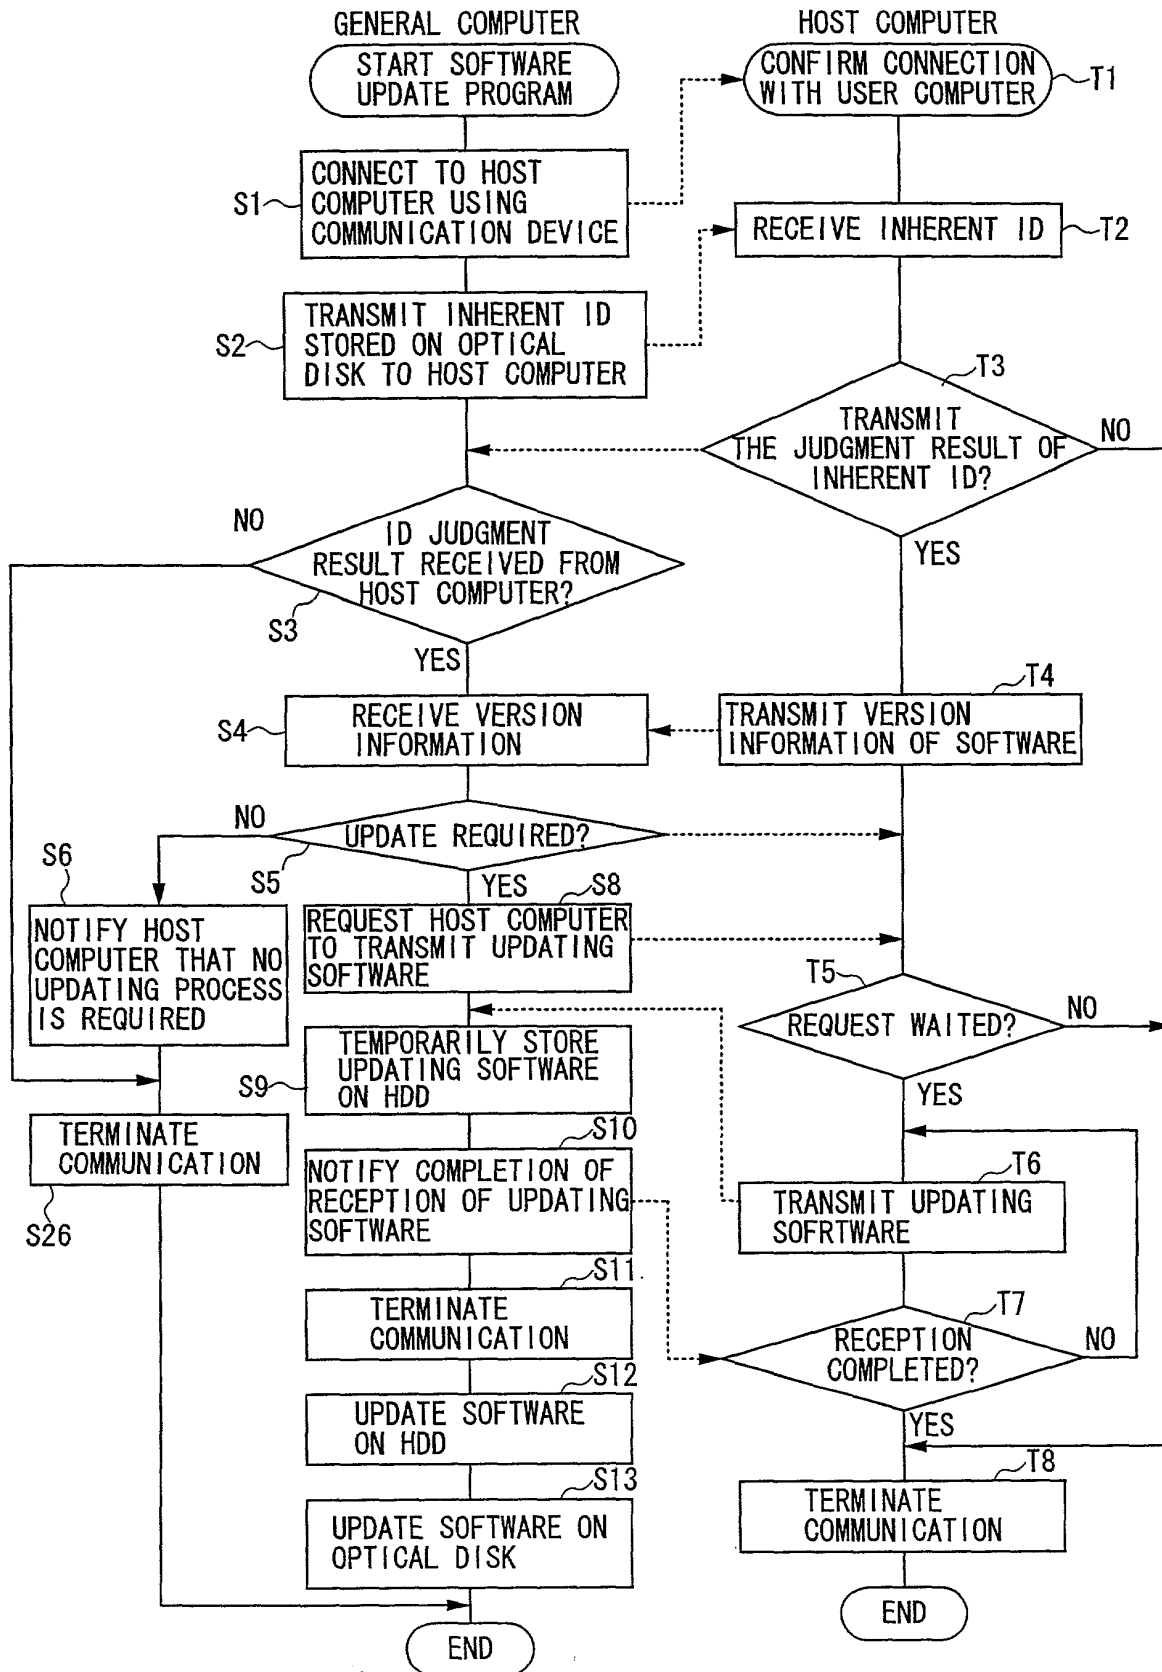 GENERAL COMPUTER
START SOFTWARE
UPDATE PROGRAM
S1
CONNECT TO HOST
COMPUTER USING
COMMUNICATION DEVICE
S2
TRANSMIT INHERENT ID
STORED ON OPTICAL
DISK TO HOST COMPUTER
NO
ID JUDGMENT
RESULT RECEIVED FROM
HOST COMPUTER?
S3
YES
S4
RECEIVE VERSION
INFORMATION
NO
UPDATE REQUIRED?
S5
YES
S6
NOTIFY HOST
COMPUTER THAT NO
UPDATING PROCESS
IS REQUIRED
S8
REQUEST HOST COMPUTER
TO TRANSMIT UPDATING
SOFTWARE
S9
TEMPORARILY STORE
UPDATING SOFTWARE
ON HDD
TERMINATE
COMMUNICATION
S26
S10
NOTIFY COMPLETION OF
RECEPTION OF UPDATING
SOFTWARE
S11
TERMINATE
COMMUNICATION
S12
UPDATE SOFTWARE
ON HDD
S13
UPDATE SOFTWARE ON
OPTICAL DISK
END
HOST COMPUTER
CONFIRM CONNECTION
WITH USER COMPUTER
T1
RECEIVE INHERENT ID
T2
T3
TRANSMIT
THE JUDGMENT RESULT OF
INHERENT ID?
NO
YES
T4
TRANSMIT VERSION
INFORMATION OF SOFTWARE
T5
REQUEST WAITED?
NO
YES
T6
TRANSMIT UPDATING
SOFRTWARE
T7
RECEPTION
COMPLETED?
NO
YES
T8
TERMINATE
COMMUNICATION
END